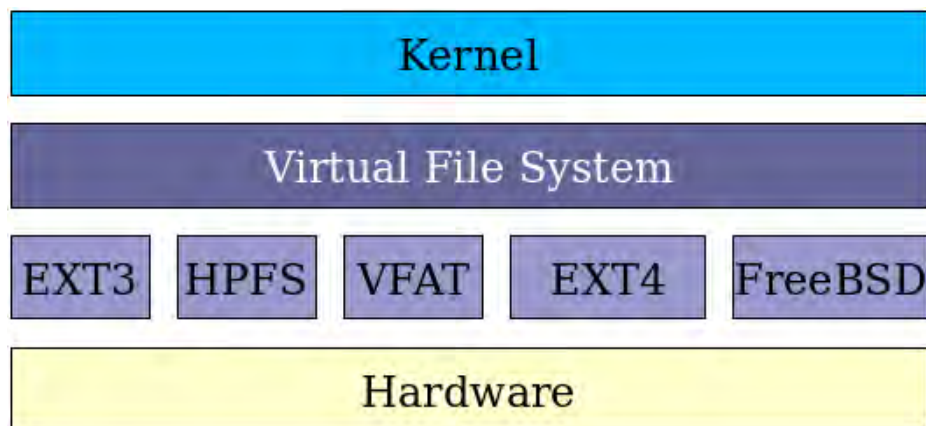 Kernel
Virtual File System
EXT3 HPFS VFAT EXT4 FreeBSD
Hardware